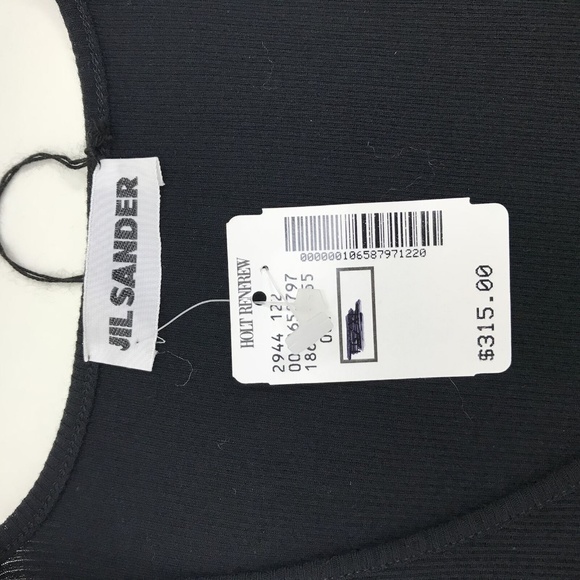 JIL SANDER
000000106587971220
HOLT RENFREW
2944 122
$315.00